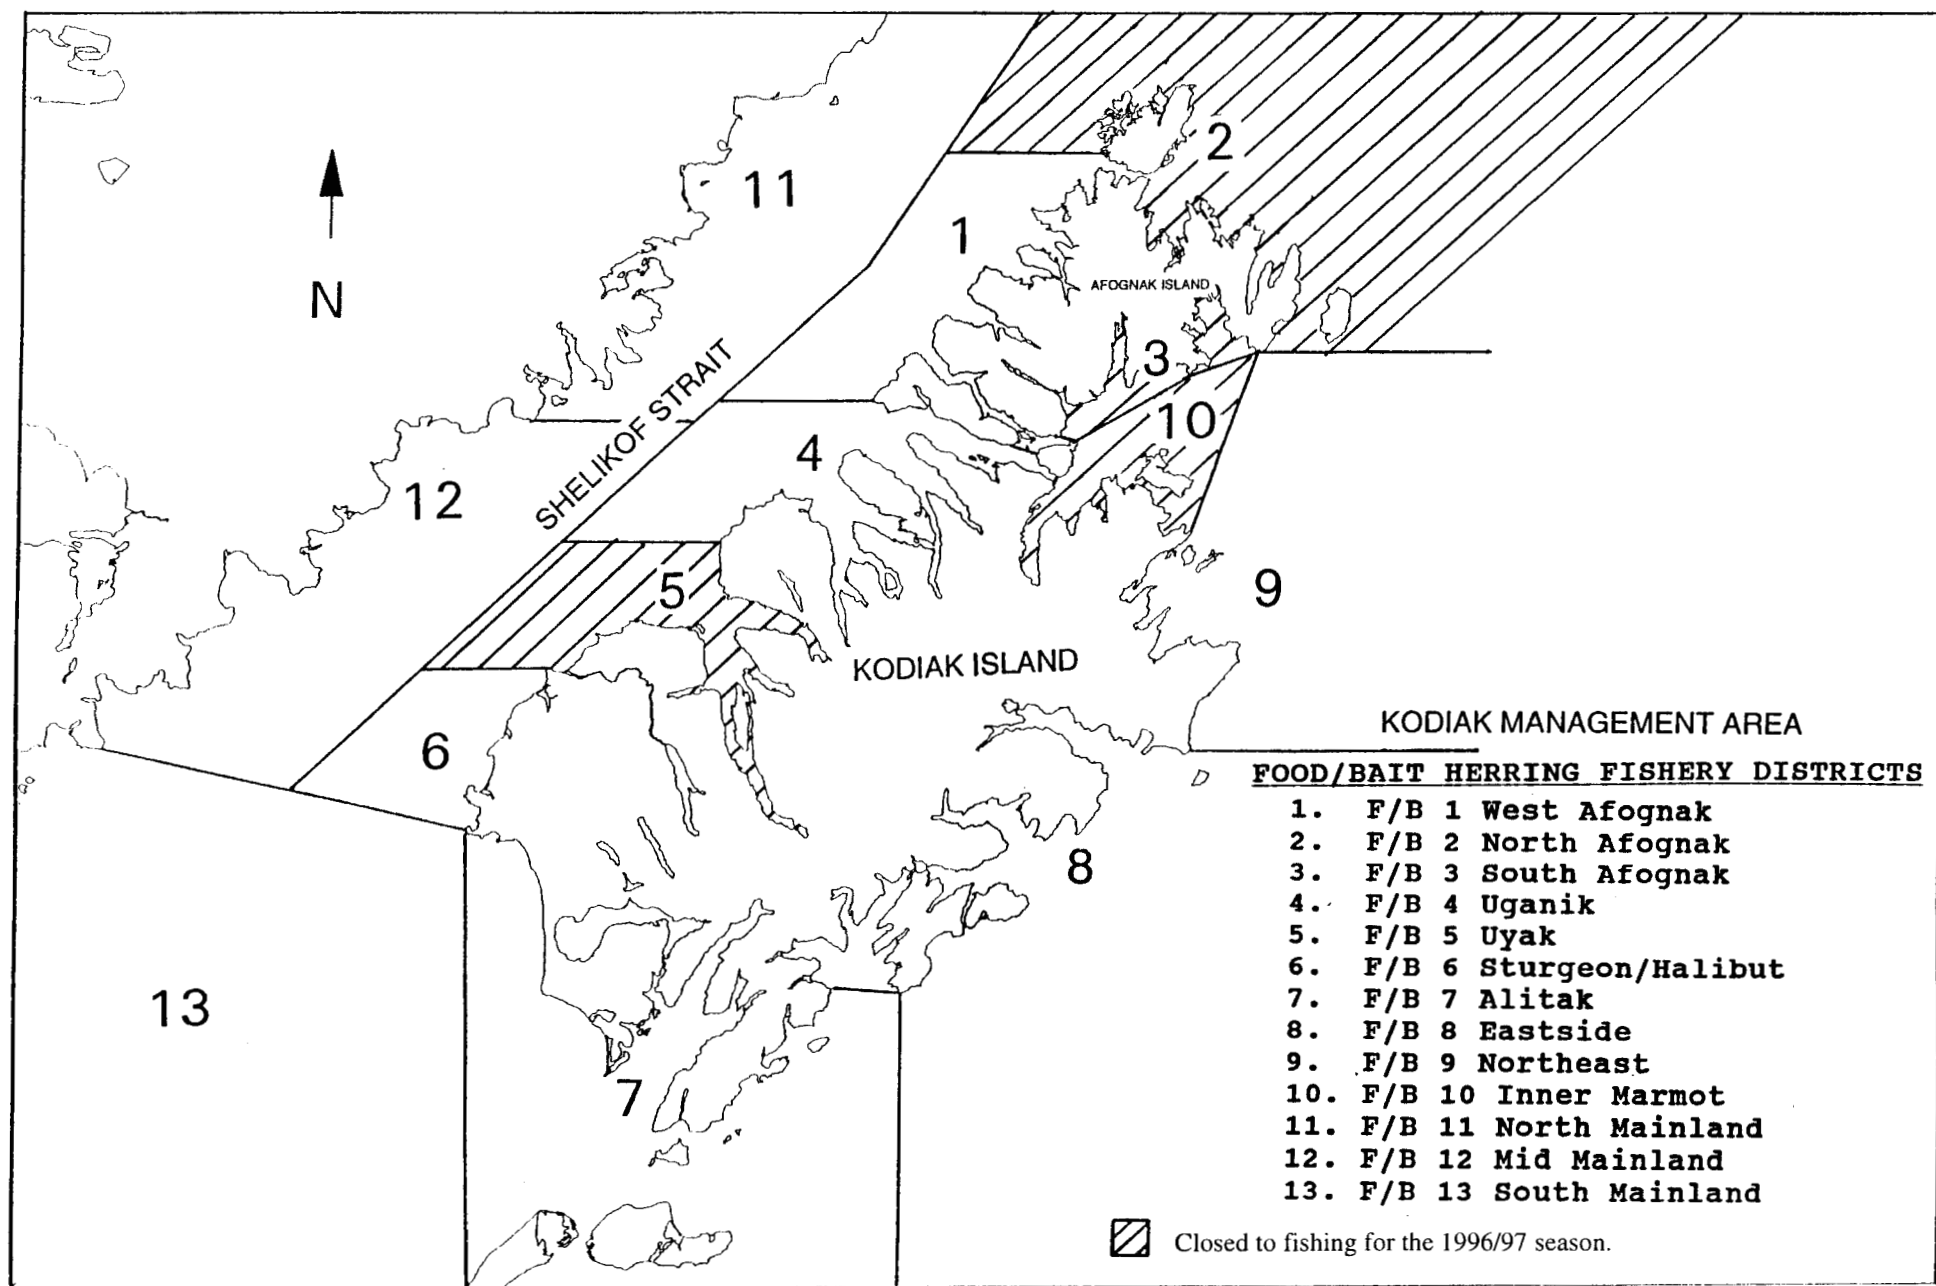 2
11
1
N
AFOGNAK ISLAND
3
SHELIKOF STRAIT
10
4
12
5
9
KODIAK ISLAND
6
8
13
7
KODIAK MANAGEMENT AREA
FOOD/BAIT HERRING FISHERY DISTRICTS
1. F/B 1 West Afognak
2. F/B 2 North Afognak
3. F/B 3 South Afognak
4. F/B 4 Uganik
5. F/B 5 Uyak
6. F/B 6 Sturgeon/Halibut
7. F/B 7 Alitak
8. F/B 8 Eastside
9. F/B 9 Northeast
10. F/B 10 Inner Marmot
11. F/B 11 North Mainland
12. F/B 12 Mid Mainland
13. F/B 13 South Mainland
Closed to fishing for the 1996/97 season.